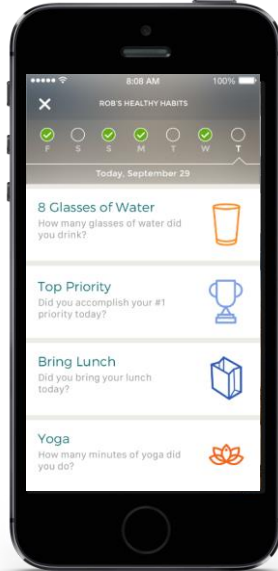 8:08 AM
100%
ROB'S HEALTHY HABITS
F S S M T W T
Today, September 29
8 Glasses of Water
How many glasses of water did
you drink?
Top Priority
Did you accomplish your #1
priority today?
Bring Lunch
Did you bring your lunch
today?
Yoga
How many minutes of yoga did
you do?